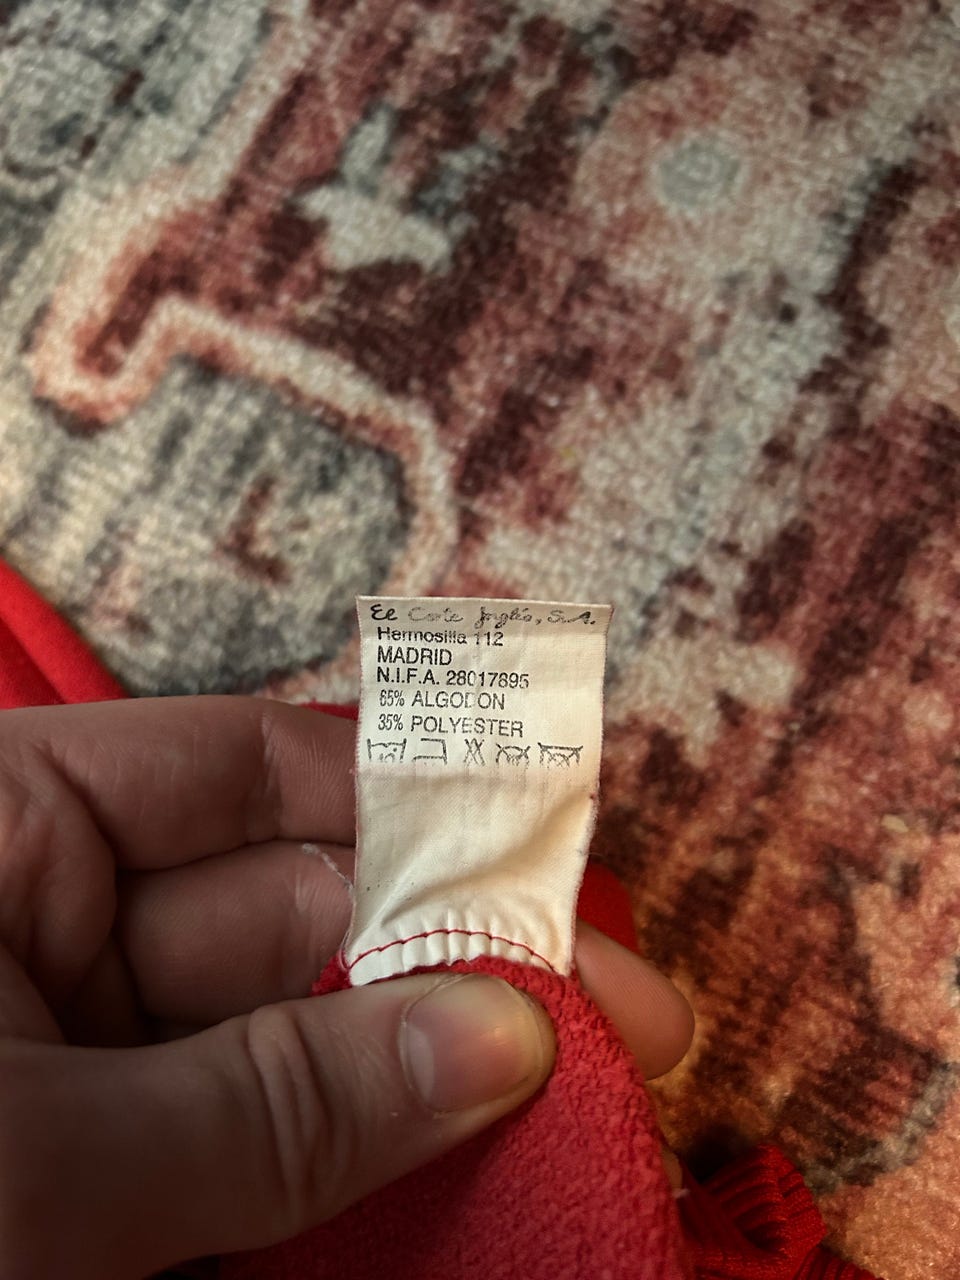 El Corte Inglés, S.A.
Hermosilla 112
MADRID
N.I.F.A. 28017895
65% ALGODON
35% POLYESTER